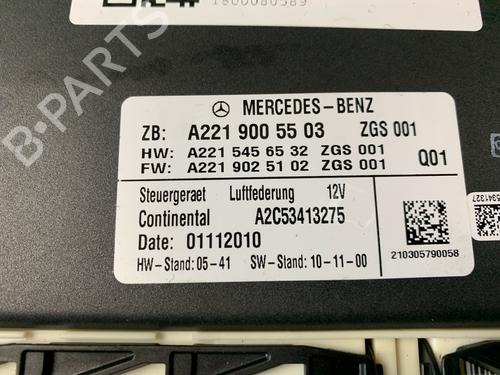 1800080589
MERCEDES-BENZ
ZB: A221 900 55 03 ZGS 001
HW: A221 545 65 32 ZGS 001
FW: A221 902 51 02 ZGS 001 Q01
Steuergeraet Luftfederung 12V
Continental A2C53413275
Date: 01112010
HW-Stand: 05-41 SW-Stand: 10-11-00
210305790058
B-PARTS